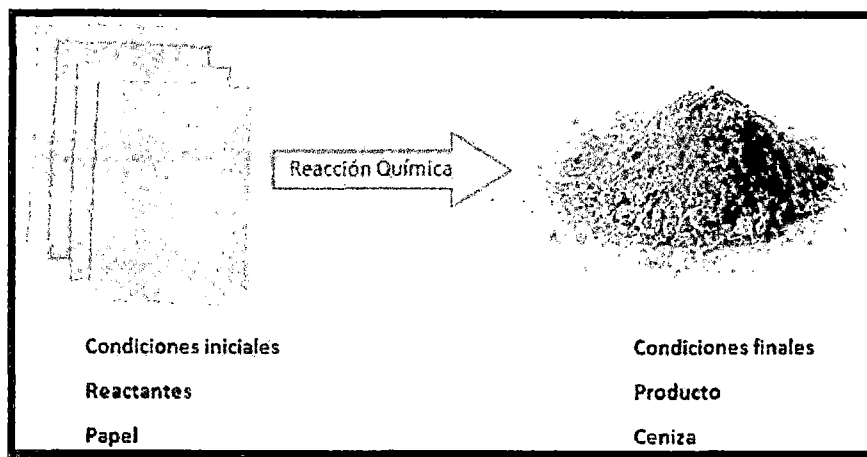 Reacción Química
Condiciones iniciales
Condiciones finales
Reactantes
Producto
Papel
Ceniza